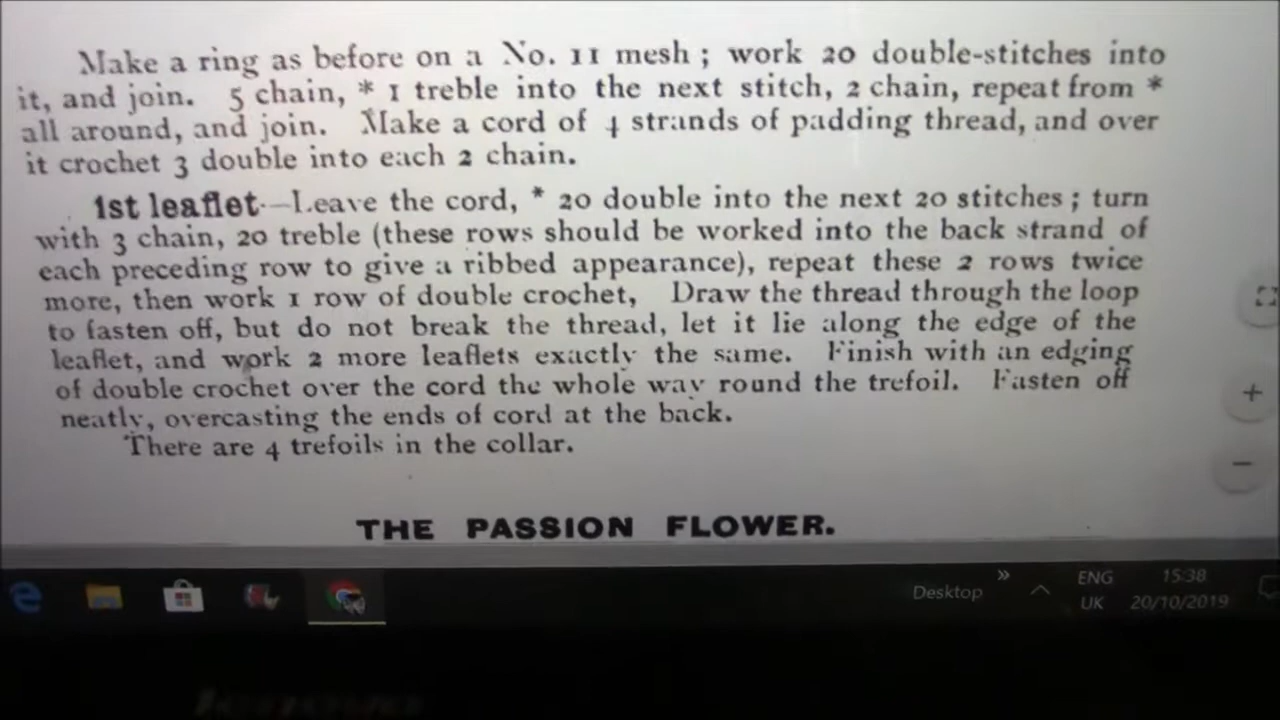 Make a ring as before on a No. 11 mesh ; work 20 double-stitches into
it, and join. 5 chain, * 1 treble into the next stitch, 2 chain, repeat from *
all around, and join. Make a cord of 4 strands of padding thread, and over
it crochet 3 double into each 2 chain.
1st leaflet—Leave the cord, * 20 double into the next 20 stitches ; turn
with 3 chain, 20 treble (these rows should be worked into the back strand of
each preceding row to give a ribbed appearance), repeat these 2 rows twice
more, then work 1 row of double crochet, Draw the thread through the loop
to fasten off, but do not break the thread, let it lie along the edge of the
leaflet, and work 2 more leaflets exactly the same. Finish with an edging
of double crochet over the cord the whole way round the trefoil. Fasten off
neatly, overcasting the ends of cord at the back.
There are 4 trefoils in the collar.
THE PASSION FLOWER.
Desktop » ENG 15:38
UK 20/10/2019